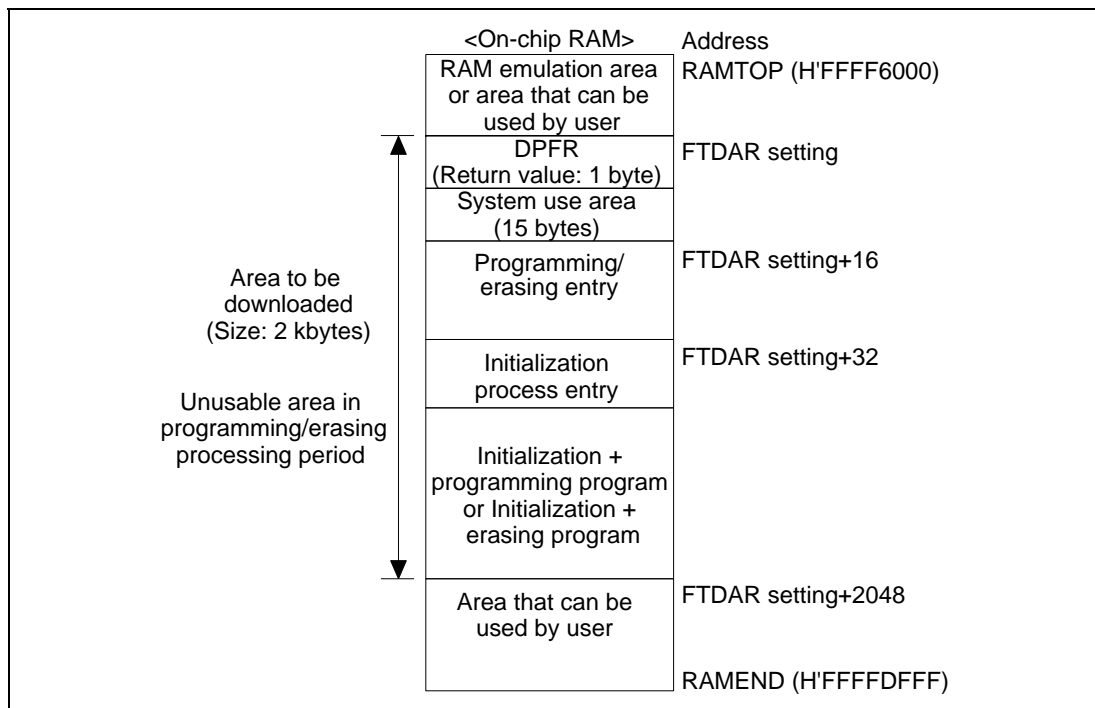 <On-chip RAM>
Address
RAM emulation area
or area that can be
used by user
RAMTOP (H'FFFF6000)
DPFR
(Return value: 1 byte)
FTDAR setting
System use area
(15 bytes)
Programming/
erasing entry
FTDAR setting+16
Area to be
downloaded
(Size: 2 kbytes)
Initialization
process entry
FTDAR setting+32
Unusable area in
programming/erasing
processing period
Initialization +
programming program
or Initialization +
erasing program
Area that can be
used by user
FTDAR setting+2048
RAMEND (H'FFFFDFFF)